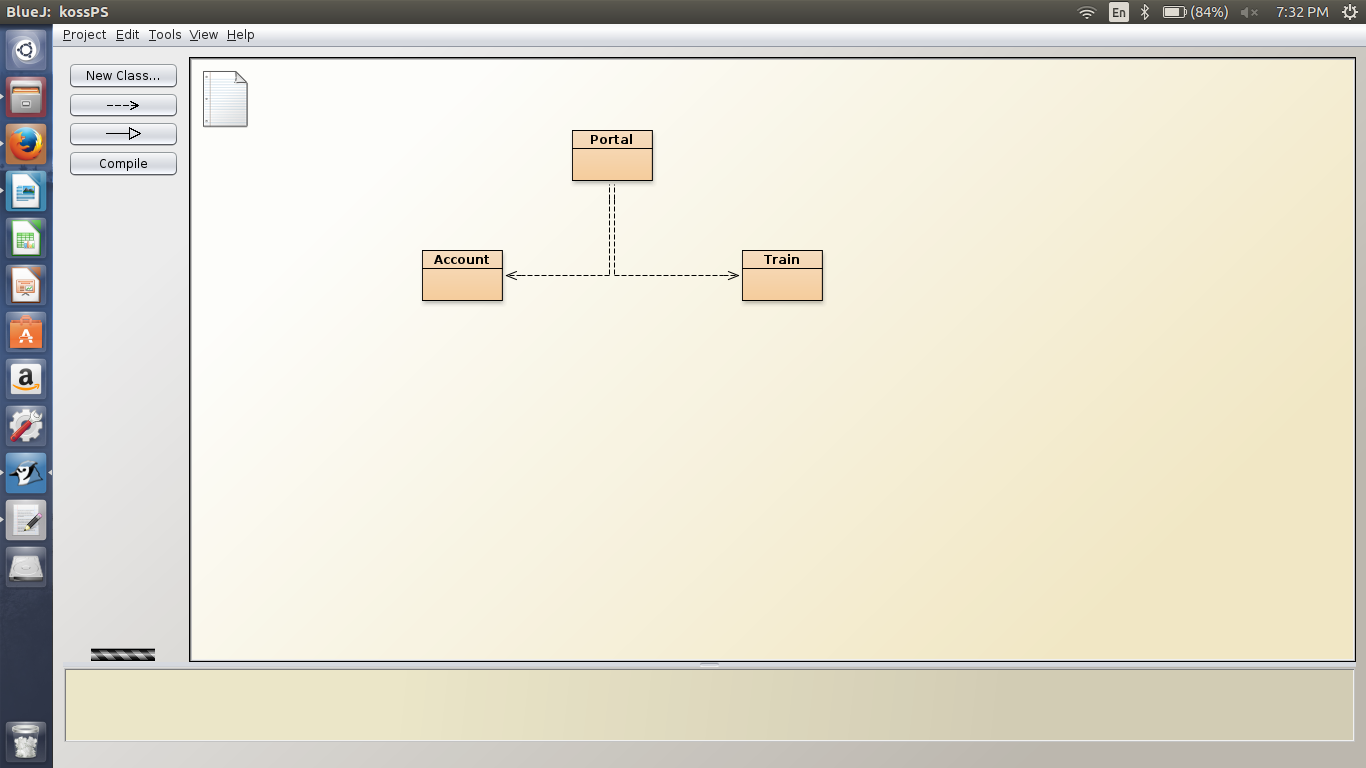 BlueJ: kossPS
En
(84%)
7:32 PM
Project Edit Tools View Help
New Class...
Compile
Portal
Account
Train
a